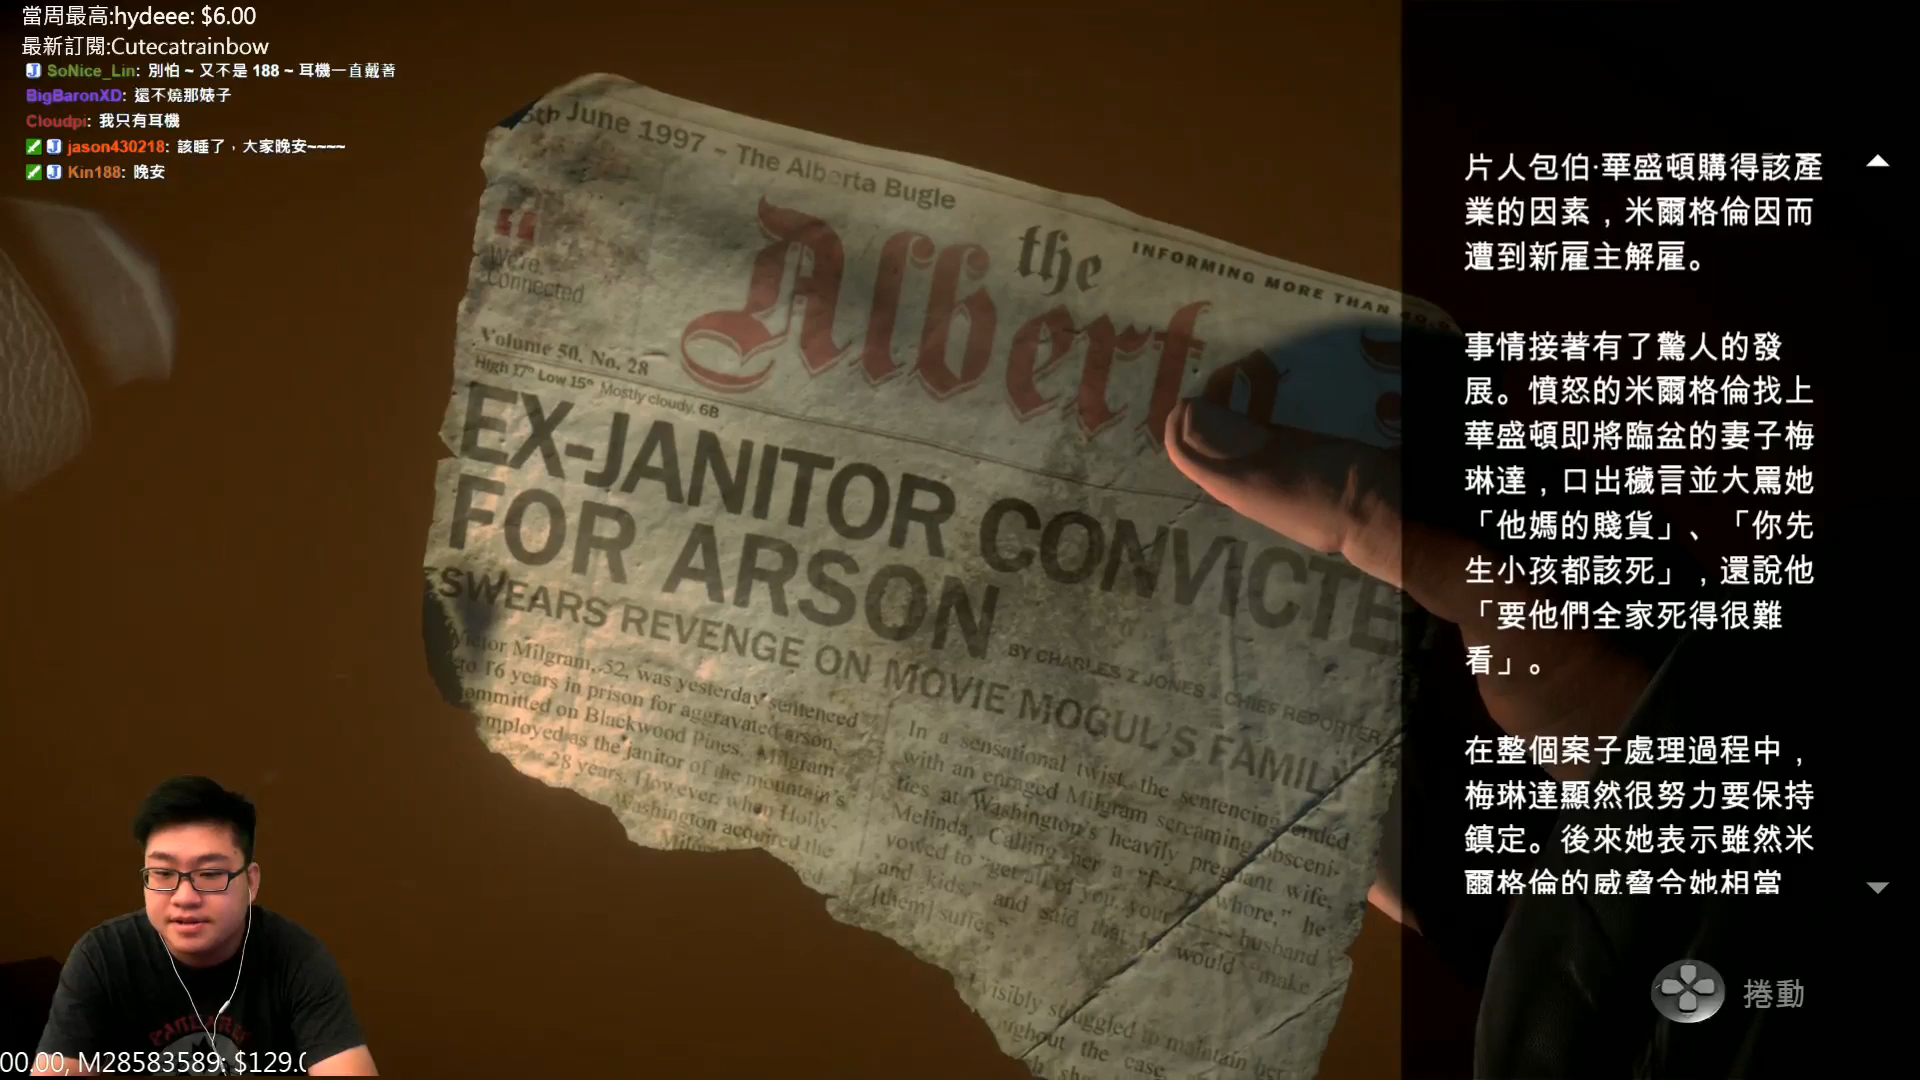 當周最高:hydeee: $6.00
最新訂閱:Cutecatrainbow
SoNice_Lin: 別怕 ~ 又不是 188 ~ 耳機一直戴著
BigBaronXD: 還不燒那婊子
Cloudpi: 我只有耳機
jason430218: 該睡了，大家晚安~~~~
Kin188: 晚安
5th June 1997 – The Alberta Bugle
INFORMING MORE THAN
We're
connected
the
Alberta
Volume 50. No. 28
High 17° Low 15° Mostly cloudy. 6B
EX-JANITOR CONVICTE
FOR ARSON
SWEARS REVENGE ON MOVIE MOGUL'S FAMILY
BY CHARLES Z JONES - CHIEF REPORTER
Victor Milgram, 52, was yesterday sentenced
to 16 years in prison for aggravated arson,
ommitted on Blackwood Pines. Milgram
mployed as the janitor of the mountain's
28 years. However, when Holly-
Washington acquired the
In a sensational twist, the sentencing ended
with an enraged Milgram screaming obsceni-
ties at Washington's heavily pregnant wife,
Melinda. Calling her a "f--- whore," he
vowed to "get all of you, your husband
and kids," and said that he would "make
[them] suffer."
visibly struggled to maintain her
the case,
片人包伯·華盛頓購得該產
業的因素，米爾格倫因而
遭到新雇主解雇。
事情接著有了驚人的發
展。憤怒的米爾格倫找上
華盛頓即將臨盆的妻子梅
琳達，口出穢言並大罵她
「他媽的賤貨」、「你先
生小孩都該死」，還說他
「要他們全家死得很難
看」。
在整個案子處理過程中，
梅琳達顯然很努力要保持
鎮定。後來她表示雖然米
爾格倫的威脅令她相當
捲動
00.00, M28583589: $129.0